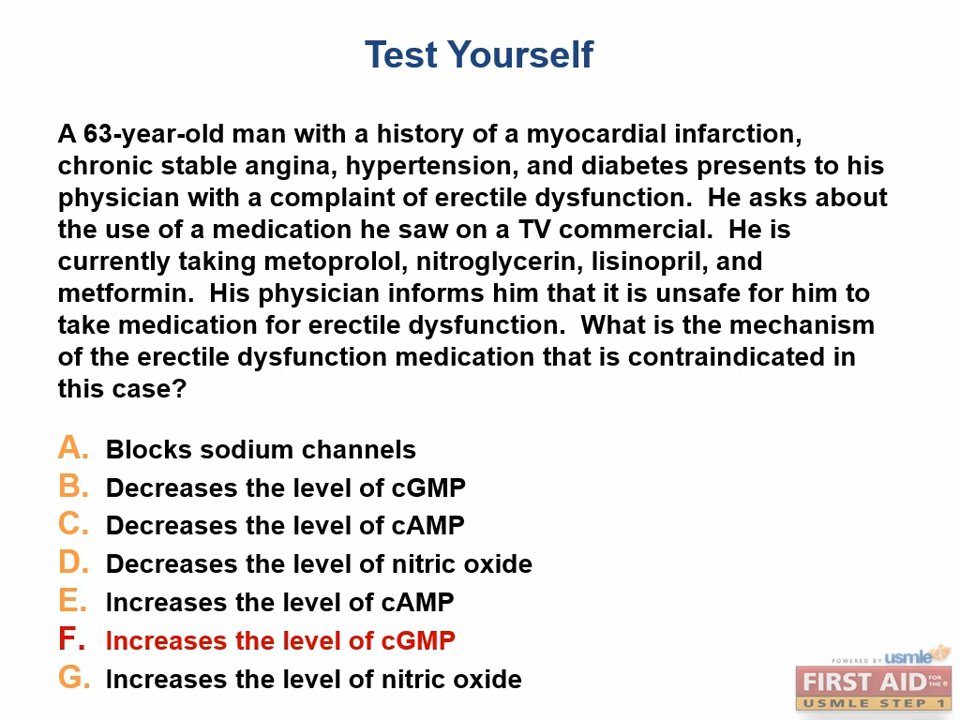 Test Yourself
A 63-year-old man with a history of a myocardial infarction,
chronic stable angina, hypertension, and diabetes presents to his
physician with a complaint of erectile dysfunction.  He asks about
the use of a medication he saw on a TV commercial.  He is
currently taking metoprolol, nitroglycerin, lisinopril, and
metformin.  His physician informs him that it is unsafe for him to
take medication for erectile dysfunction.  What is the mechanism
of the erectile dysfunction medication that is contraindicated in
this case?
A. Blocks sodium channels
B. Decreases the level of cGMP
C. Decreases the level of cAMP
D. Decreases the level of nitric oxide
E. Increases the level of cAMP
F. Increases the level of cGMP
G. Increases the level of nitric oxide
POWERED BY usmle
FIRST AID FOR THE®
USMLE STEP 1